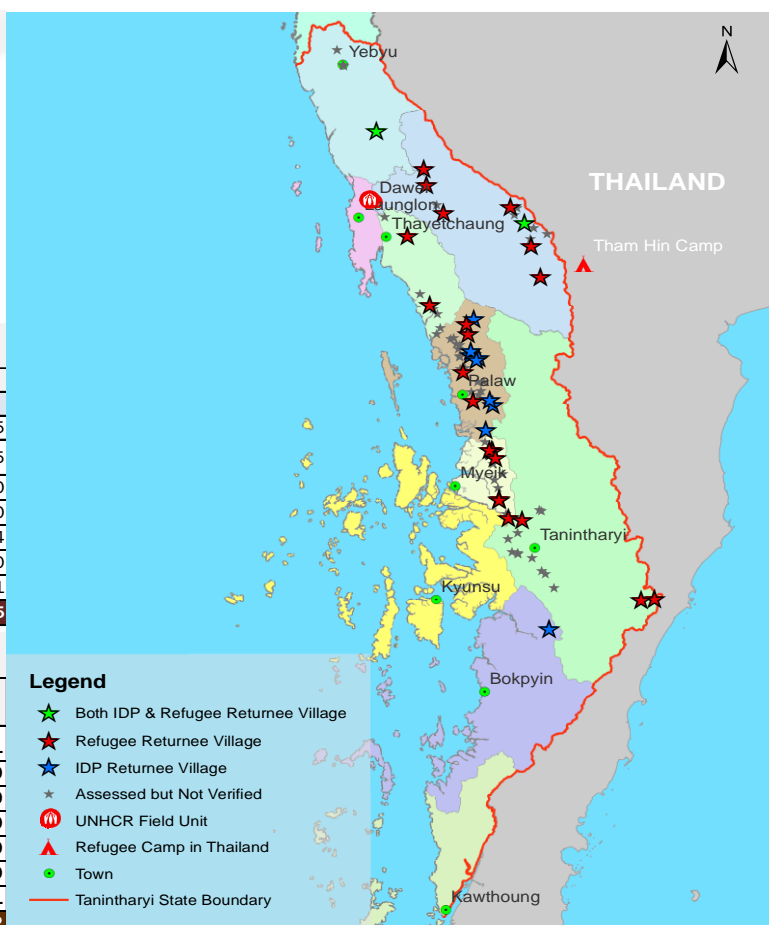 N
Yebyu
THAILAND
Dawei
Launglon
Thayetchaung
Tham Hin Camp
Palaw
Myeik
Tanintharyi
Kyunsu
Bokpyin
Kawthoung
Legend
Both IDP & Refugee Returnee Village
Refugee Returnee Village
IDP Returnee Village
Assessed but Not Verified
UNHCR Field Unit
Refugee Camp in Thailand
Town
Tanintharyi State Boundary